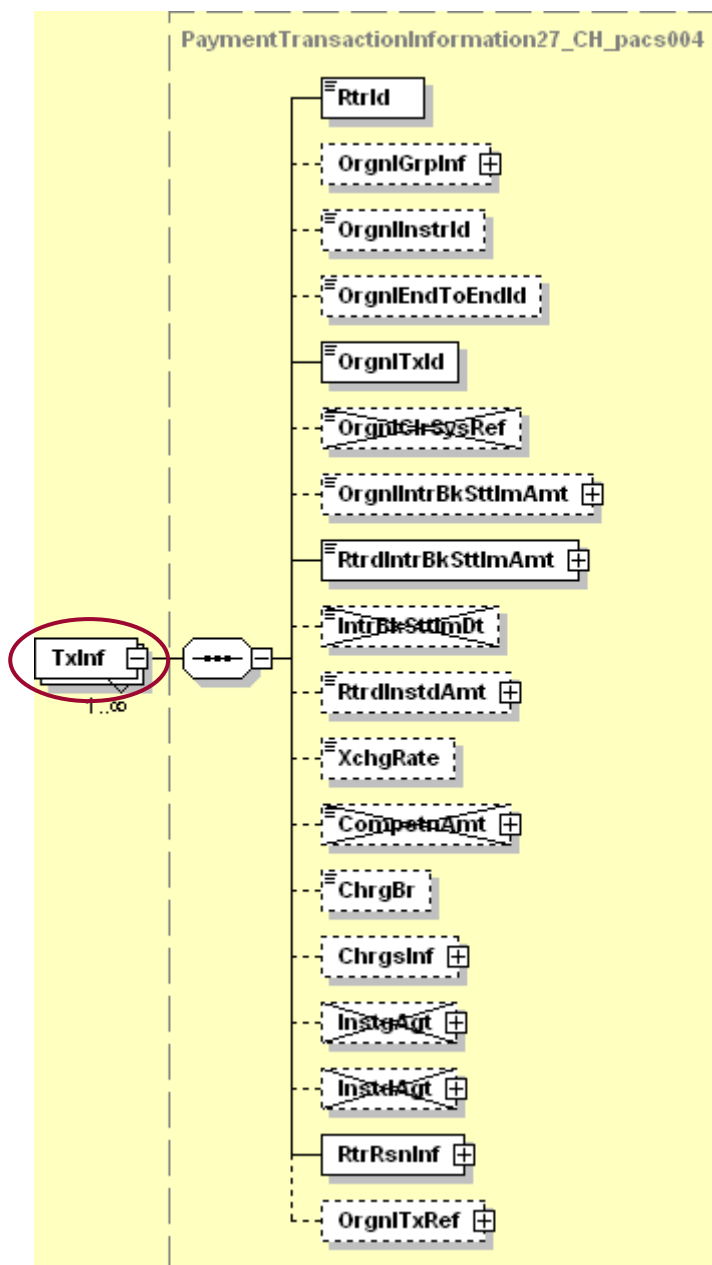 PaymentTransactionInformation27_CH_pacs004
RtrId
OrgnlGrpInf
OrgnlInstrId
OrgnlEndToEndId
OrgnlTxId
OrgnlClrSysRef
OrgnlIntrBkSttlmAmt
RtrdIntrBkSttlmAmt
IntrBkSttlmDt
TxInf
1..∞
RtrdInstdAmt
XchgRate
CompstnAmt
ChrgBr
ChrgsInf
InstgAgt
InstdAgt
RtrRsnInf
OrgnlTxRef